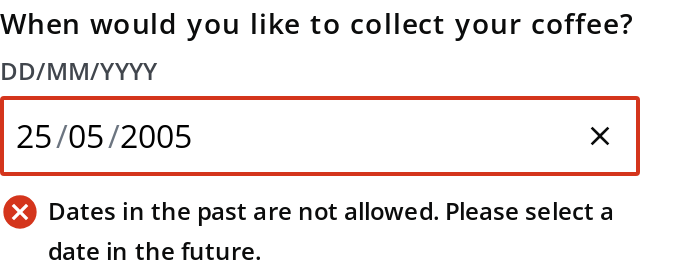 When would you like to collect your coffee?
DD/MM/YYYY
25/05/2005
Dates in the past are not allowed. Please select a
date in the future.